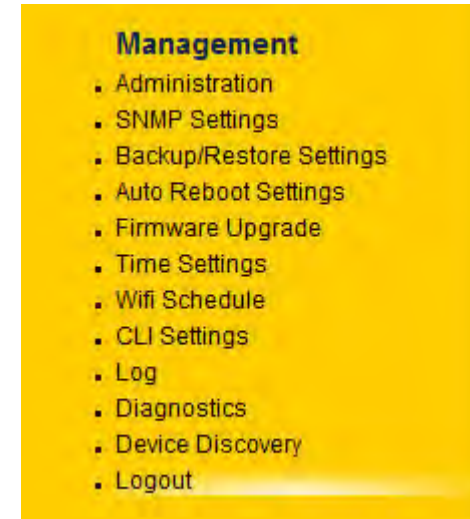 Management
Administration
SNMP Settings
Backup/Restore Settings
Auto Reboot Settings
Firmware Upgrade
Time Settings
Wifi Schedule
CLI Settings
Log
Diagnostics
Device Discovery
Logout